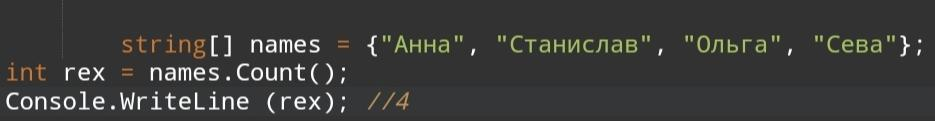 string[] names = {"Анна", "Станислав", "Ольга", "Сева"};
int rex = names.Count();
Console.WriteLine (rex); //4